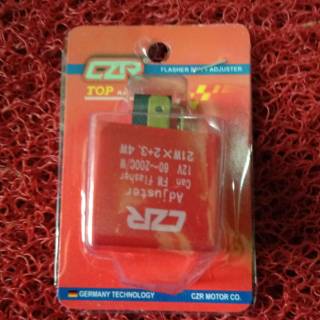 CZR
FLASHER WITH ADJUSTER
TOP
21W×2+3.4W
12V 60~200C/M
Can FM flasher
Adjuster
CZR
GERMANY TECHNOLOGY
CZR MOTOR CO.